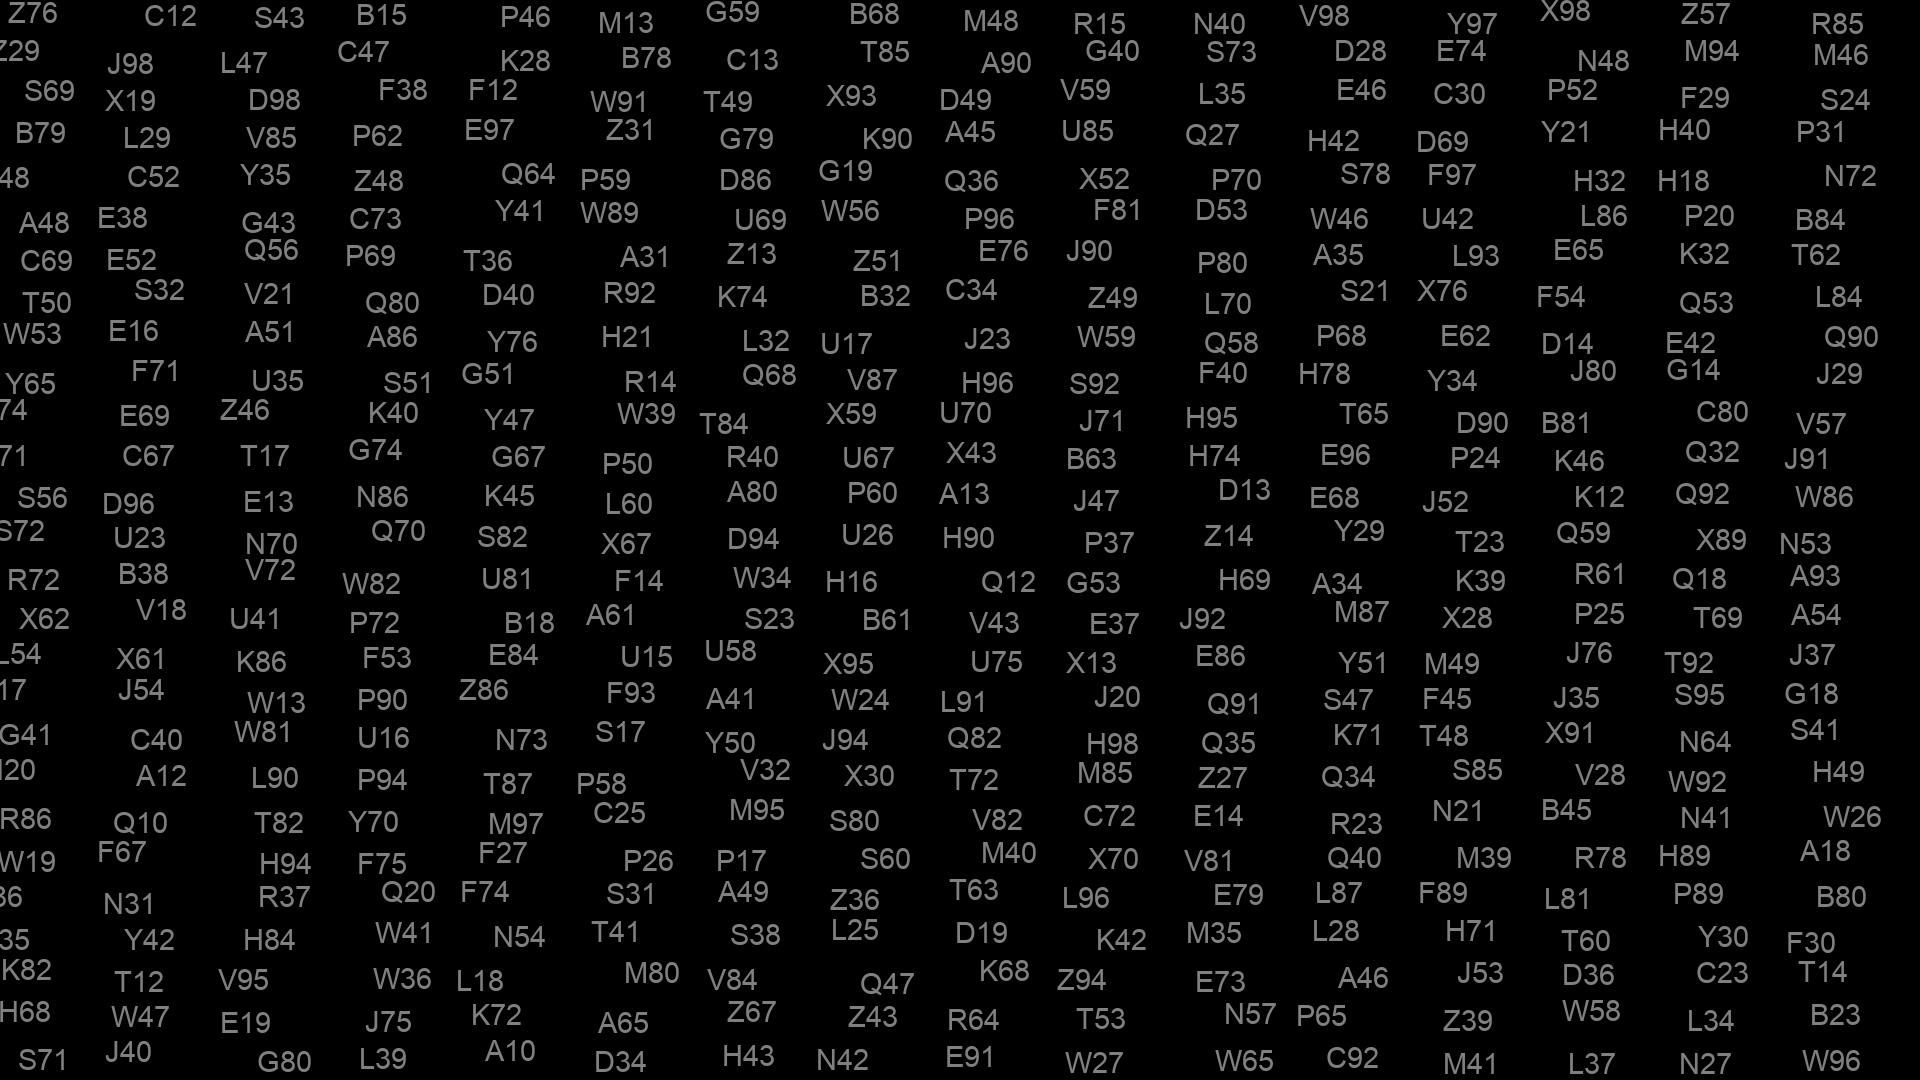 Z76 C12 S43 B15 P46 M13 G59 B68 M48 R15 N40 V98 Y97 X98 Z57 R85
Z29 J98 L47 C47 K28 B78 C13 T85 A90 G40 S73 D28 E74 N48 M94 M46
S69 X19 D98 F38 F12 W91 T49 X93 D49 V59 L35 E46 C30 P52 F29 S24
B79 L29 V85 P62 E97 Z31 G79 K90 A45 U85 Q27 H42 D69 Y21 H40 P31
48 C52 Y35 Z48 Q64 P59 D86 G19 Q36 X52 P70 S78 F97 H32 H18 N72
A48 E38 G43 C73 Y41 W89 U69 W56 P96 F81 D53 W46 U42 L86 P20 B84
C69 E52 Q56 P69 T36 A31 Z13 Z51 E76 J90 P80 A35 L93 E65 K32 T62
T50 S32 V21 Q80 D40 R92 K74 B32 C34 Z49 L70 S21 X76 F54 Q53 L84
W53 E16 A51 A86 Y76 H21 L32 U17 J23 W59 Q58 P68 E62 D14 E42 Q90
Y65 F71 U35 S51 G51 R14 Q68 V87 H96 S92 F40 H78 Y34 J80 G14 J29
74 E69 Z46 K40 Y47 W39 T84 X59 U70 J71 H95 T65 D90 B81 C80 V57
71 C67 T17 G74 G67 P50 R40 U67 X43 B63 H74 E96 P24 K46 Q32 J91
S56 D96 E13 N86 K45 L60 A80 P60 A13 J47 D13 E68 J52 K12 Q92 W86
S72 U23 N70 Q70 S82 X67 D94 U26 H90 P37 Z14 Y29 T23 Q59 X89 N53
R72 B38 V72 W82 U81 F14 W34 H16 Q12 G53 H69 A34 K39 R61 Q18 A93
X62 V18 U41 P72 B18 A61 S23 B61 V43 E37 J92 M87 X28 P25 T69 A54
L54 X61 K86 F53 E84 U15 U58 X95 U75 X13 E86 Y51 M49 J76 T92 J37
17 J54 W13 P90 Z86 F93 A41 W24 L91 J20 Q91 S47 F45 J35 S95 G18
G41 C40 W81 U16 N73 S17 Y50 J94 Q82 H98 Q35 K71 T48 X91 N64 S41
20 A12 L90 P94 T87 P58 V32 X30 T72 M85 Z27 Q34 S85 V28 W92 H49
R86 Q10 T82 Y70 M97 C25 M95 S80 V82 C72 E14 R23 N21 B45 N41 W26
W19 F67 H94 F75 F27 P26 P17 S60 M40 X70 V81 Q40 M39 R78 H89 A18
36 N31 R37 Q20 F74 S31 A49 Z36 T63 L96 E79 L87 F89 L81 P89 B80
35 Y42 H84 W41 N54 T41 S38 L25 D19 K42 M35 L28 H71 T60 Y30 F30
K82 T12 V95 W36 L18 M80 V84 Q47 K68 Z94 E73 A46 J53 D36 C23 T14
H68 W47 E19 J75 K72 A65 Z67 Z43 R64 T53 N57 P65 Z39 W58 L34 B23
S71 J40 G80 L39 A10 D34 H43 N42 E91 W27 W65 C92 M41 L37 N27 W96